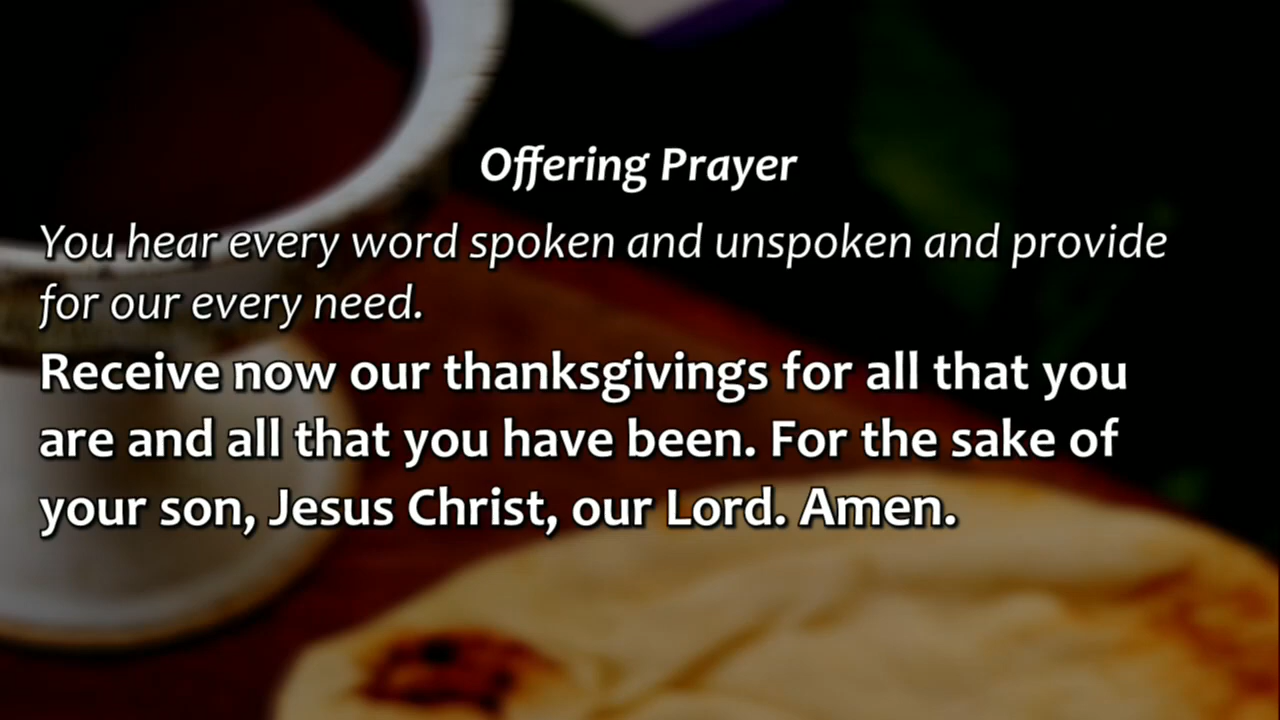 Offering Prayer
You hear every word spoken and unspoken and provide
for our every need.
Receive now our thanksgivings for all that you
are and all that you have been. For the sake of
your son, Jesus Christ, our Lord. Amen.